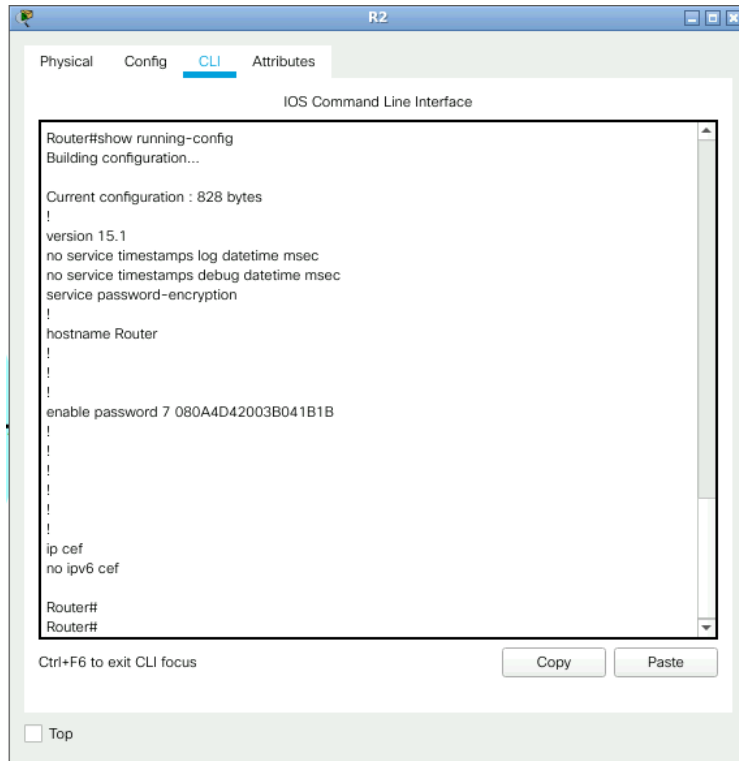 R2
Physical Config CLI Attributes
IOS Command Line Interface
Router#show running-config
Building configuration...
Current configuration : 828 bytes
!
version 15.1
no service timestamps log datetime msec
no service timestamps debug datetime msec
service password-encryption
!
hostname Router
!
!
!
enable password 7 080A4D42003B041B1B
!
!
!
!
!
!
ip cef
no ipv6 cef
Router#
Router#
Ctrl+F6 to exit CLI focus
Copy Paste
Top